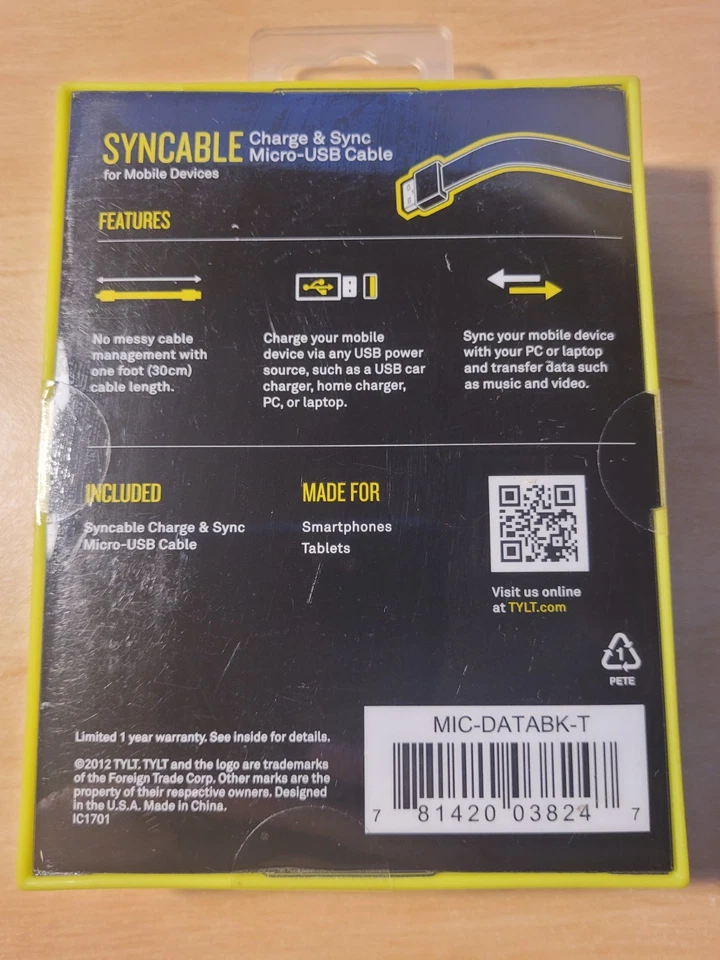 SYNCABLE Charge & Sync
Micro-USB Cable
for Mobile Devices
FEATURES
No messy cable
management with
one foot (30cm)
cable length.
Charge your mobile
device via any USB power
source, such as a USB car
charger, home charger,
PC, or laptop.
Sync your mobile device
with your PC or laptop
and transfer data such
as music and video.
INCLUDED
Syncable Charge & Sync
Micro-USB Cable
MADE FOR
Smartphones
Tablets
Visit us online
at TYLT.com
1
PETE
Limited 1 year warranty. See inside for details.
©2012 TYLT. TYLT and the logo are trademarks
of the Foreign Trade Corp. Other marks are the
property of their respective owners. Designed
in the U.S.A. Made in China.
IC1701
MIC-DATABK-T
7 81420 03824 7